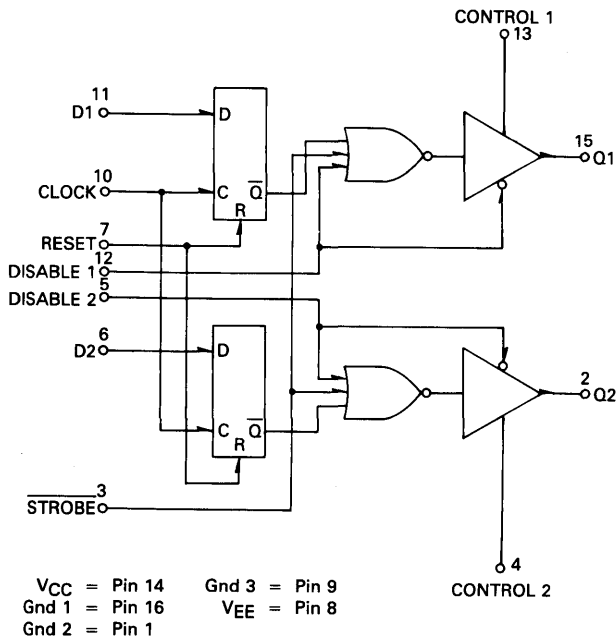 CONTROL 1
13
11
D1
D
15
Q1
10
CLOCK
C Q̅
R
7
RESET
12
DISABLE 1
5
DISABLE 2
6
D2
D
2
Q2
C Q̅
R
3
S̅T̅R̅O̅B̅E̅
4
CONTROL 2
VCC = Pin 14 Gnd 3 = Pin 9
Gnd 1 = Pin 16 VEE = Pin 8
Gnd 2 = Pin 1